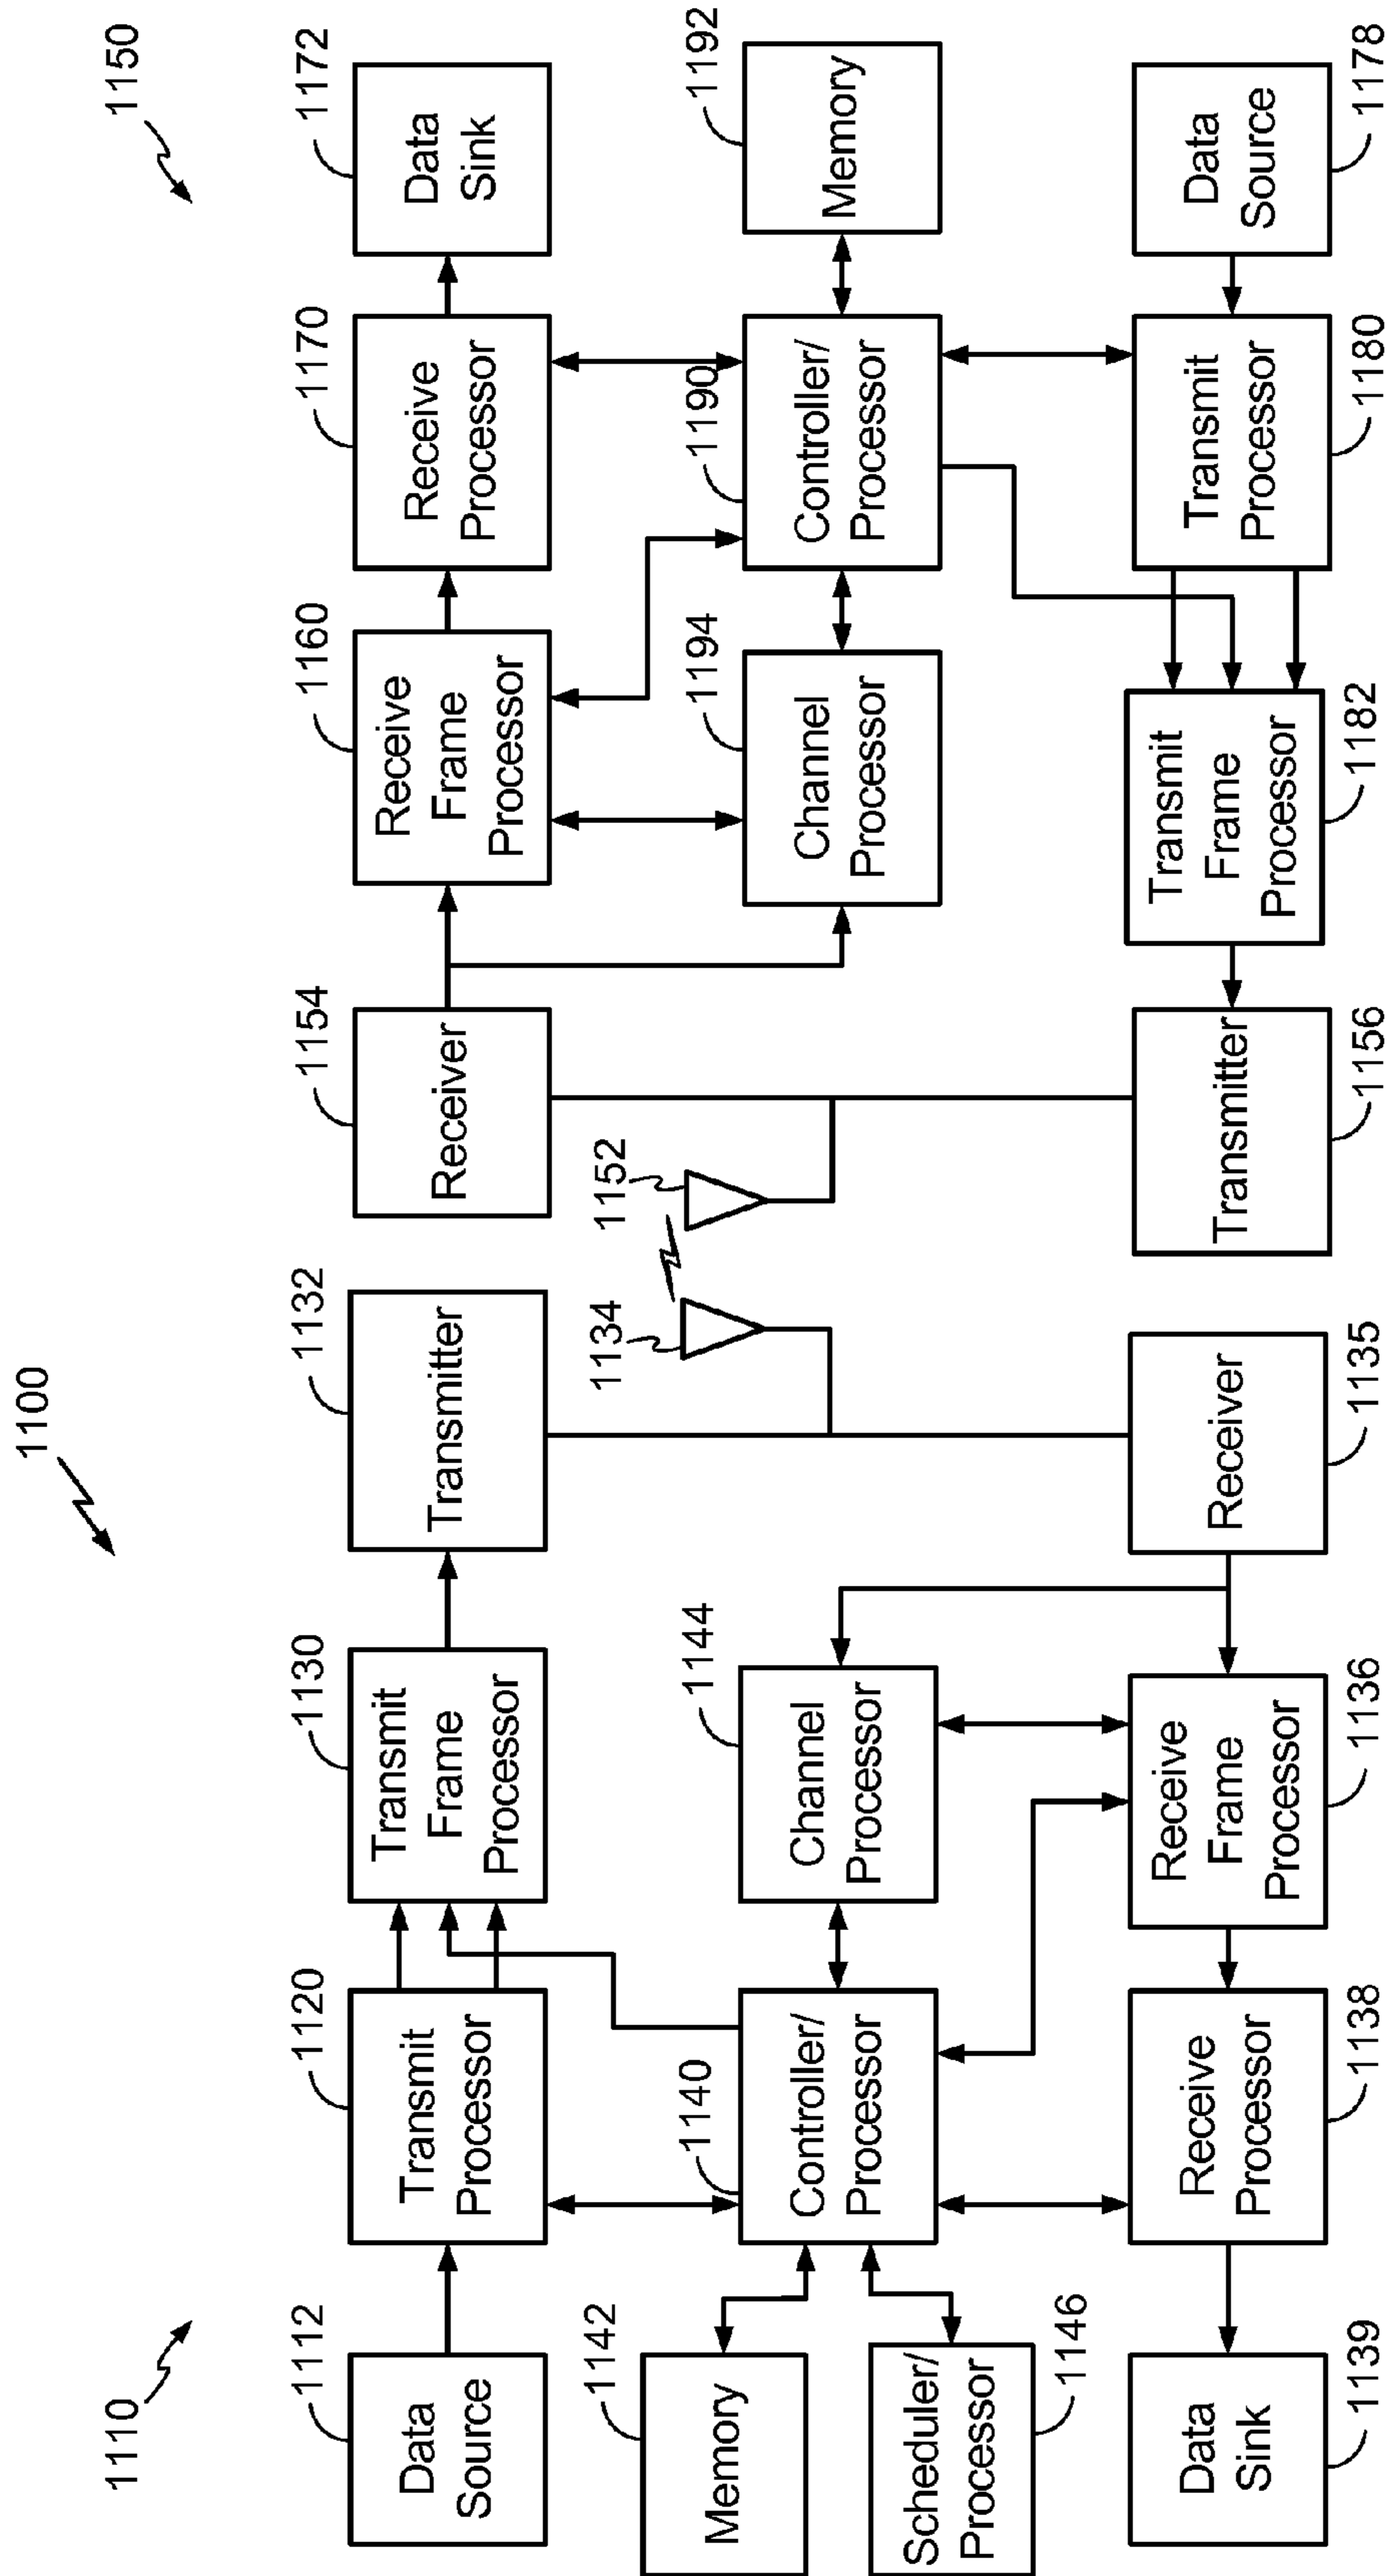 1100
1110
1150
1112
Data
Source
1120
Transmit
Processor
1130
Transmit
Frame
Processor
1132
Transmitter
1154
Receiver
1160
Receive
Frame
Processor
1170
Receive
Processor
1172
Data
Sink
1142
Memory
1140
Controller/
Processor
1144
Channel
Processor
1134
1152
1194
Channel
Processor
1190
Controller/
Processor
1192
Memory
Scheduler/
Processor
1146
Data
Sink
1139
Receive
Processor
1138
Receive
Frame
Processor
1136
Receiver
1135
Transmitter
1156
Transmit
Frame
Processor
1182
Transmit
Processor
1180
Data
Source
1178